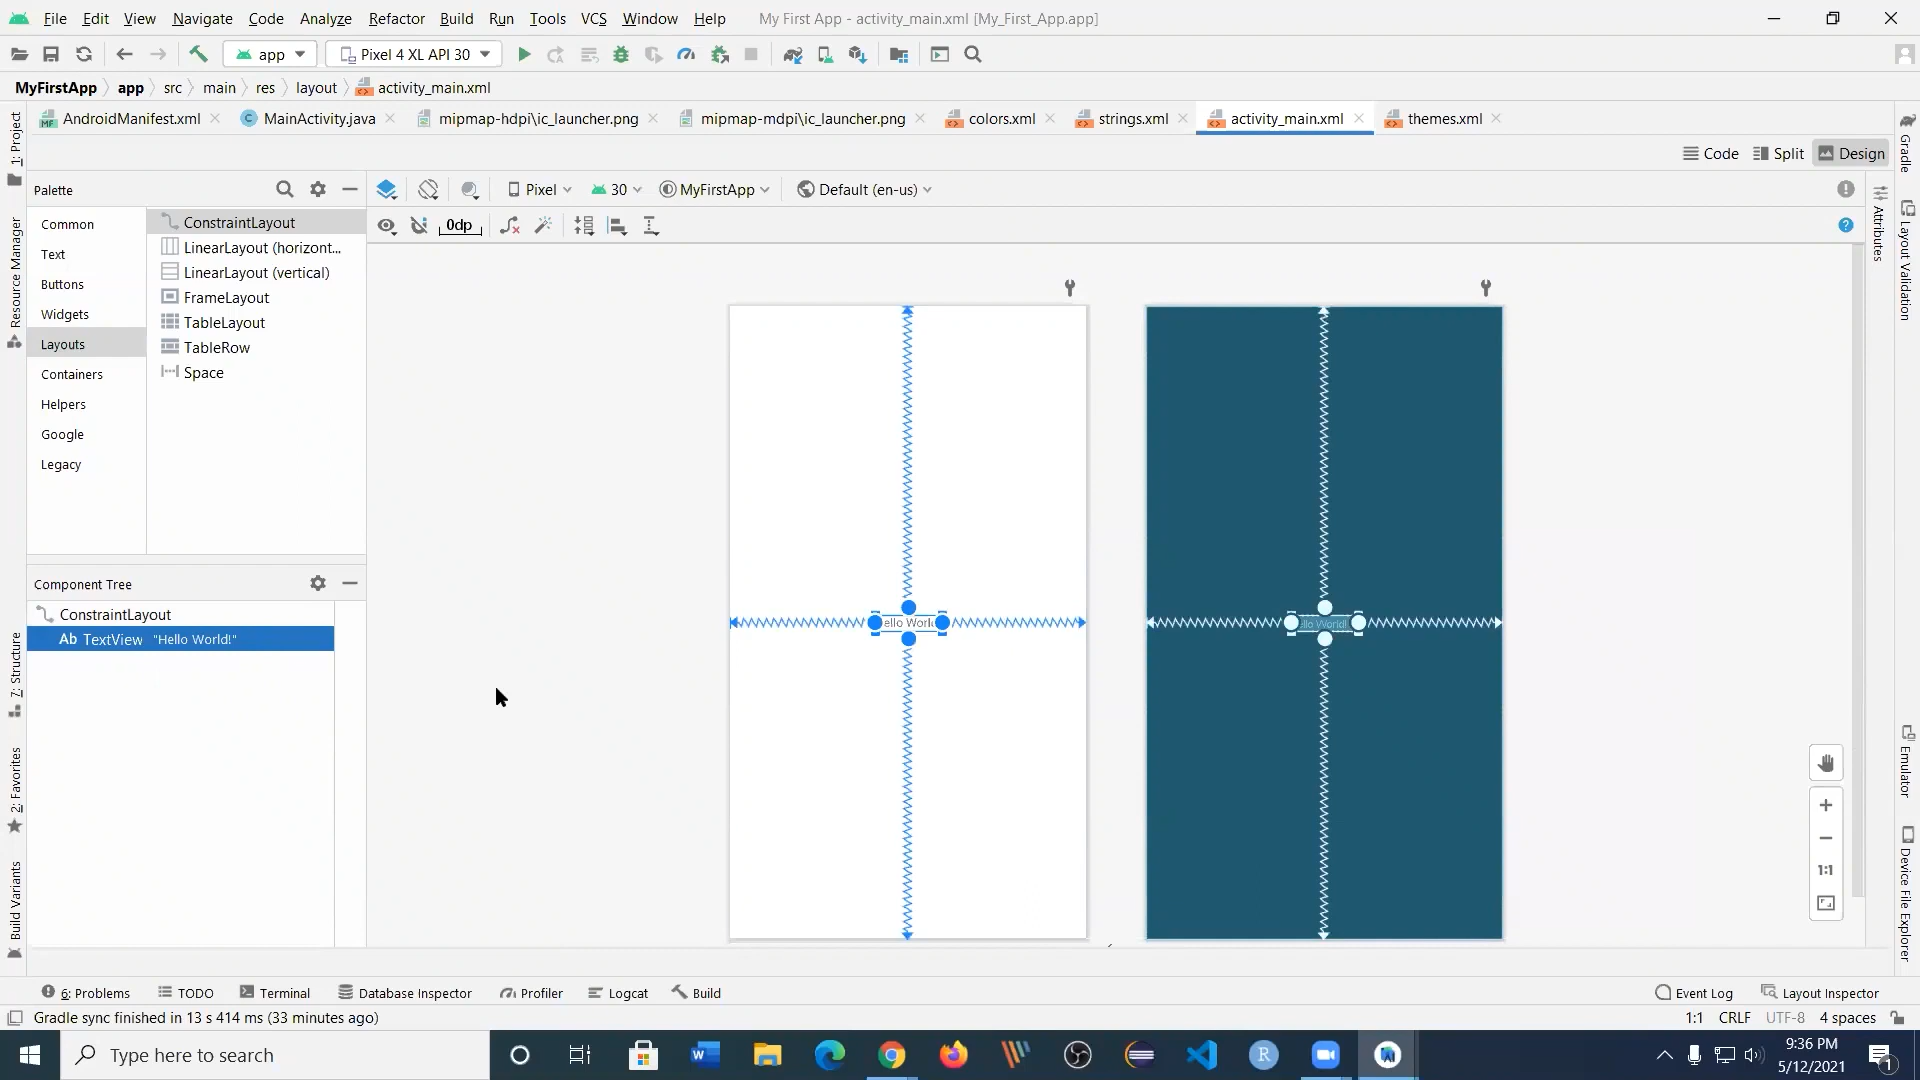 File Edit View Navigate Code Analyze Refactor Build Run Tools VCS Window Help My First App - activity_main.xml [My_First_App.app]
app Pixel 4 XL API 30
MyFirstApp app src main res layout activity_main.xml
AndroidManifest.xml MainActivity.java mipmap-hdpi\ic_launcher.png mipmap-mdpi\ic_launcher.png colors.xml strings.xml activity_main.xml themes.xml
Code Split Design
Palette
Pixel 30 MyFirstApp Default (en-us)
0dp
Common
Text
Buttons
Widgets
Layouts
Containers
Helpers
Google
Legacy
ConstraintLayout
LinearLayout (horizont...
LinearLayout (vertical)
FrameLayout
TableLayout
TableRow
Space
Component Tree
ConstraintLayout
Ab TextView "Hello World!"
ello Worl
llo World!
1: Project
Resource Manager
7: Structure
2: Favorites
Build Variants
Gradle
Attributes
Layout Validation
Emulator
Device File Explorer
1:1
6: Problems TODO Terminal Database Inspector Profiler Logcat Build Event Log Layout Inspector
Gradle sync finished in 13 s 414 ms (33 minutes ago) 1:1 CRLF UTF-8 4 spaces
Type here to search
9:36 PM
5/12/2021
1